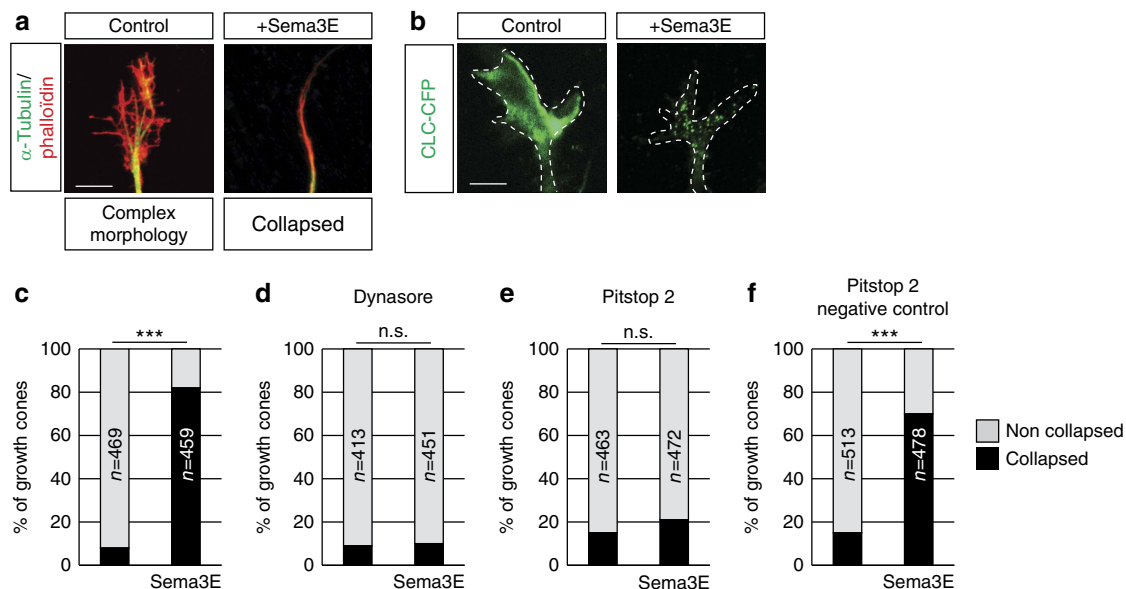 a
Control
+Sema3E
α-Tubulin/
phalloïdin
Complex
morphology
Collapsed
b
Control
+Sema3E
CLC-CFP
c
***
% of growth cones
100
80
60
40
20
0
n=469
n=459
Sema3E
d
Dynasore
n.s.
% of growth cones
100
80
60
40
20
0
n=413
n=451
Sema3E
e
Pitstop 2
n.s.
% of growth cones
100
80
60
40
20
0
n=463
n=472
Sema3E
f
Pitstop 2
negative control
***
% of growth cones
100
80
60
40
20
0
n=513
n=478
Sema3E
Non collapsed
Collapsed